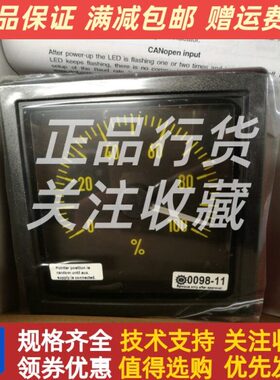 品保证 满减包邮 赠运费
CANopen input
After power-up the LED is flashing one or two times and
LED keeps flashing, there is no
正品行货
关注收藏
20
40
60
80
0
100
%
Pointer position is
random until aux.
supply is connected.
0098-11
Remove only after approval
规格齐全 技术支持 关注收
领券优惠 值得选购 优先发